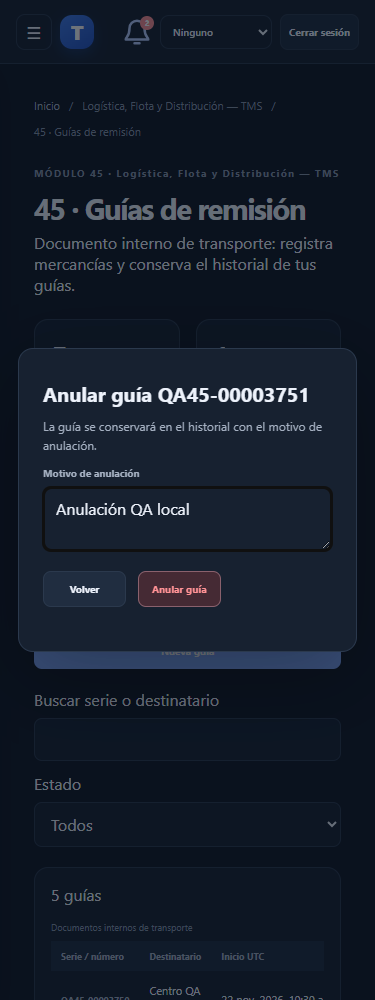 ☰ T 2 Ninguno Cerrar sesión
Inicio / Logística, Flota y Distribución — TMS /
45 · Guías de remisión
MÓDULO 45 · Logística, Flota y Distribución — TMS
45 · Guías de remisión
Documento interno de transporte: registra
mercancías y conserva el historial de tus
guías.
Anular guía QA45-00003751
La guía se conservará en el historial con el motivo de
anulación.
Motivo de anulación
Anulación QA local
Volver Anular guía
Nueva guía
Buscar serie o destinatario
Estado
Todos
5 guías
Documentos internos de transporte
Serie / número Destinatario Inicio UTC
Centro QA